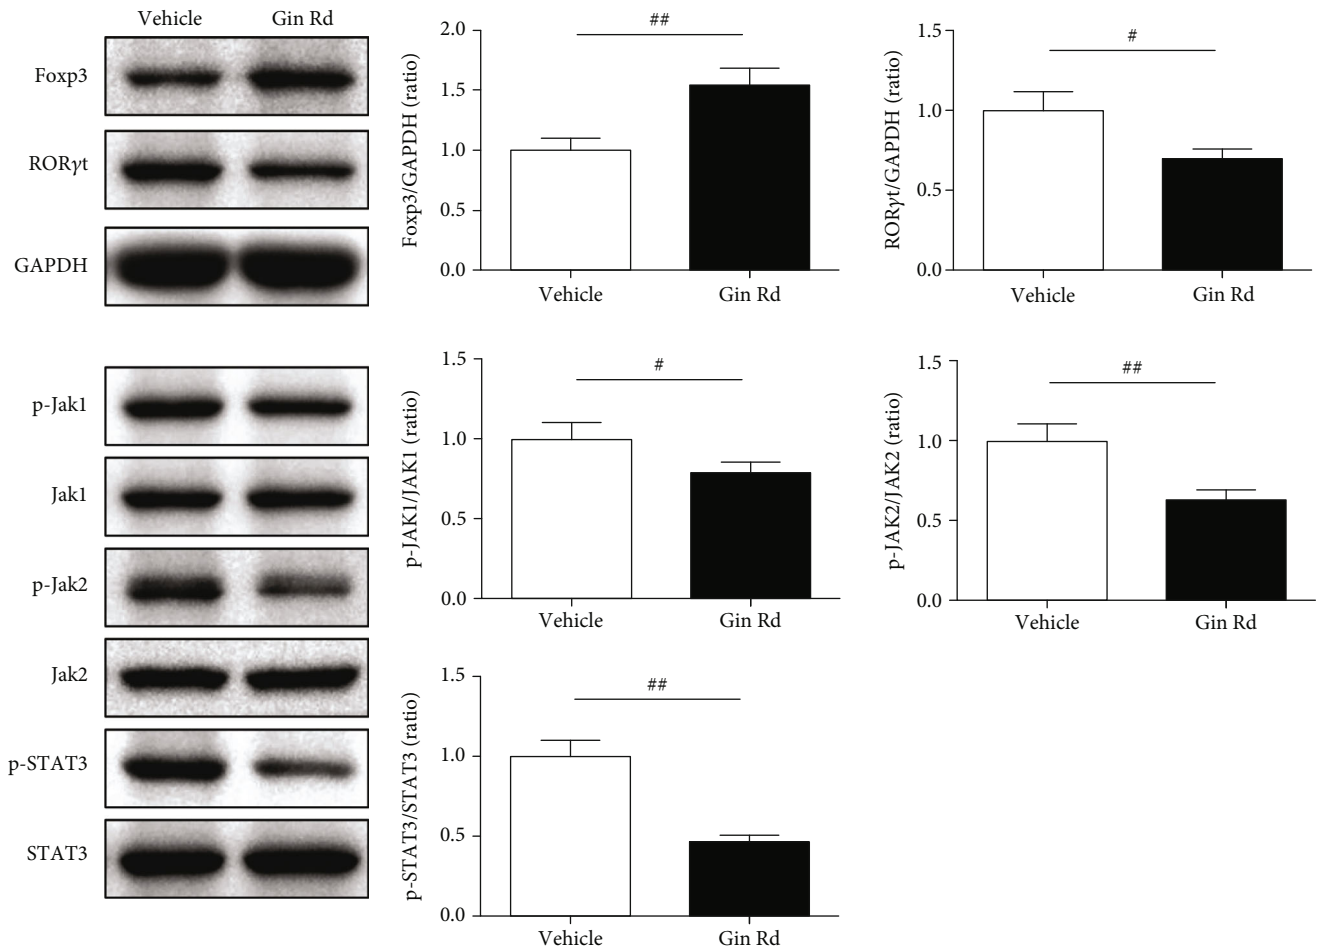 Vehicle Gin Rd
Foxp3
RORγt
GAPDH
p-Jak1
Jak1
p-Jak2
Jak2
p-STAT3
STAT3
##
2.0
1.5
1.0
0.5
0.0
Foxp3/GAPDH (ratio)
Vehicle Gin Rd
#
1.5
1.0
0.5
0.0
RORγt/GAPDH (ratio)
Vehicle Gin Rd
#
1.5
1.0
0.5
0.0
p-JAK1/JAK1 (ratio)
Vehicle Gin Rd
##
1.5
1.0
0.5
0.0
p-JAK2/JAK2 (ratio)
Vehicle Gin Rd
##
1.5
1.0
0.5
0.0
p-STAT3/STAT3 (ratio)
Vehicle Gin Rd